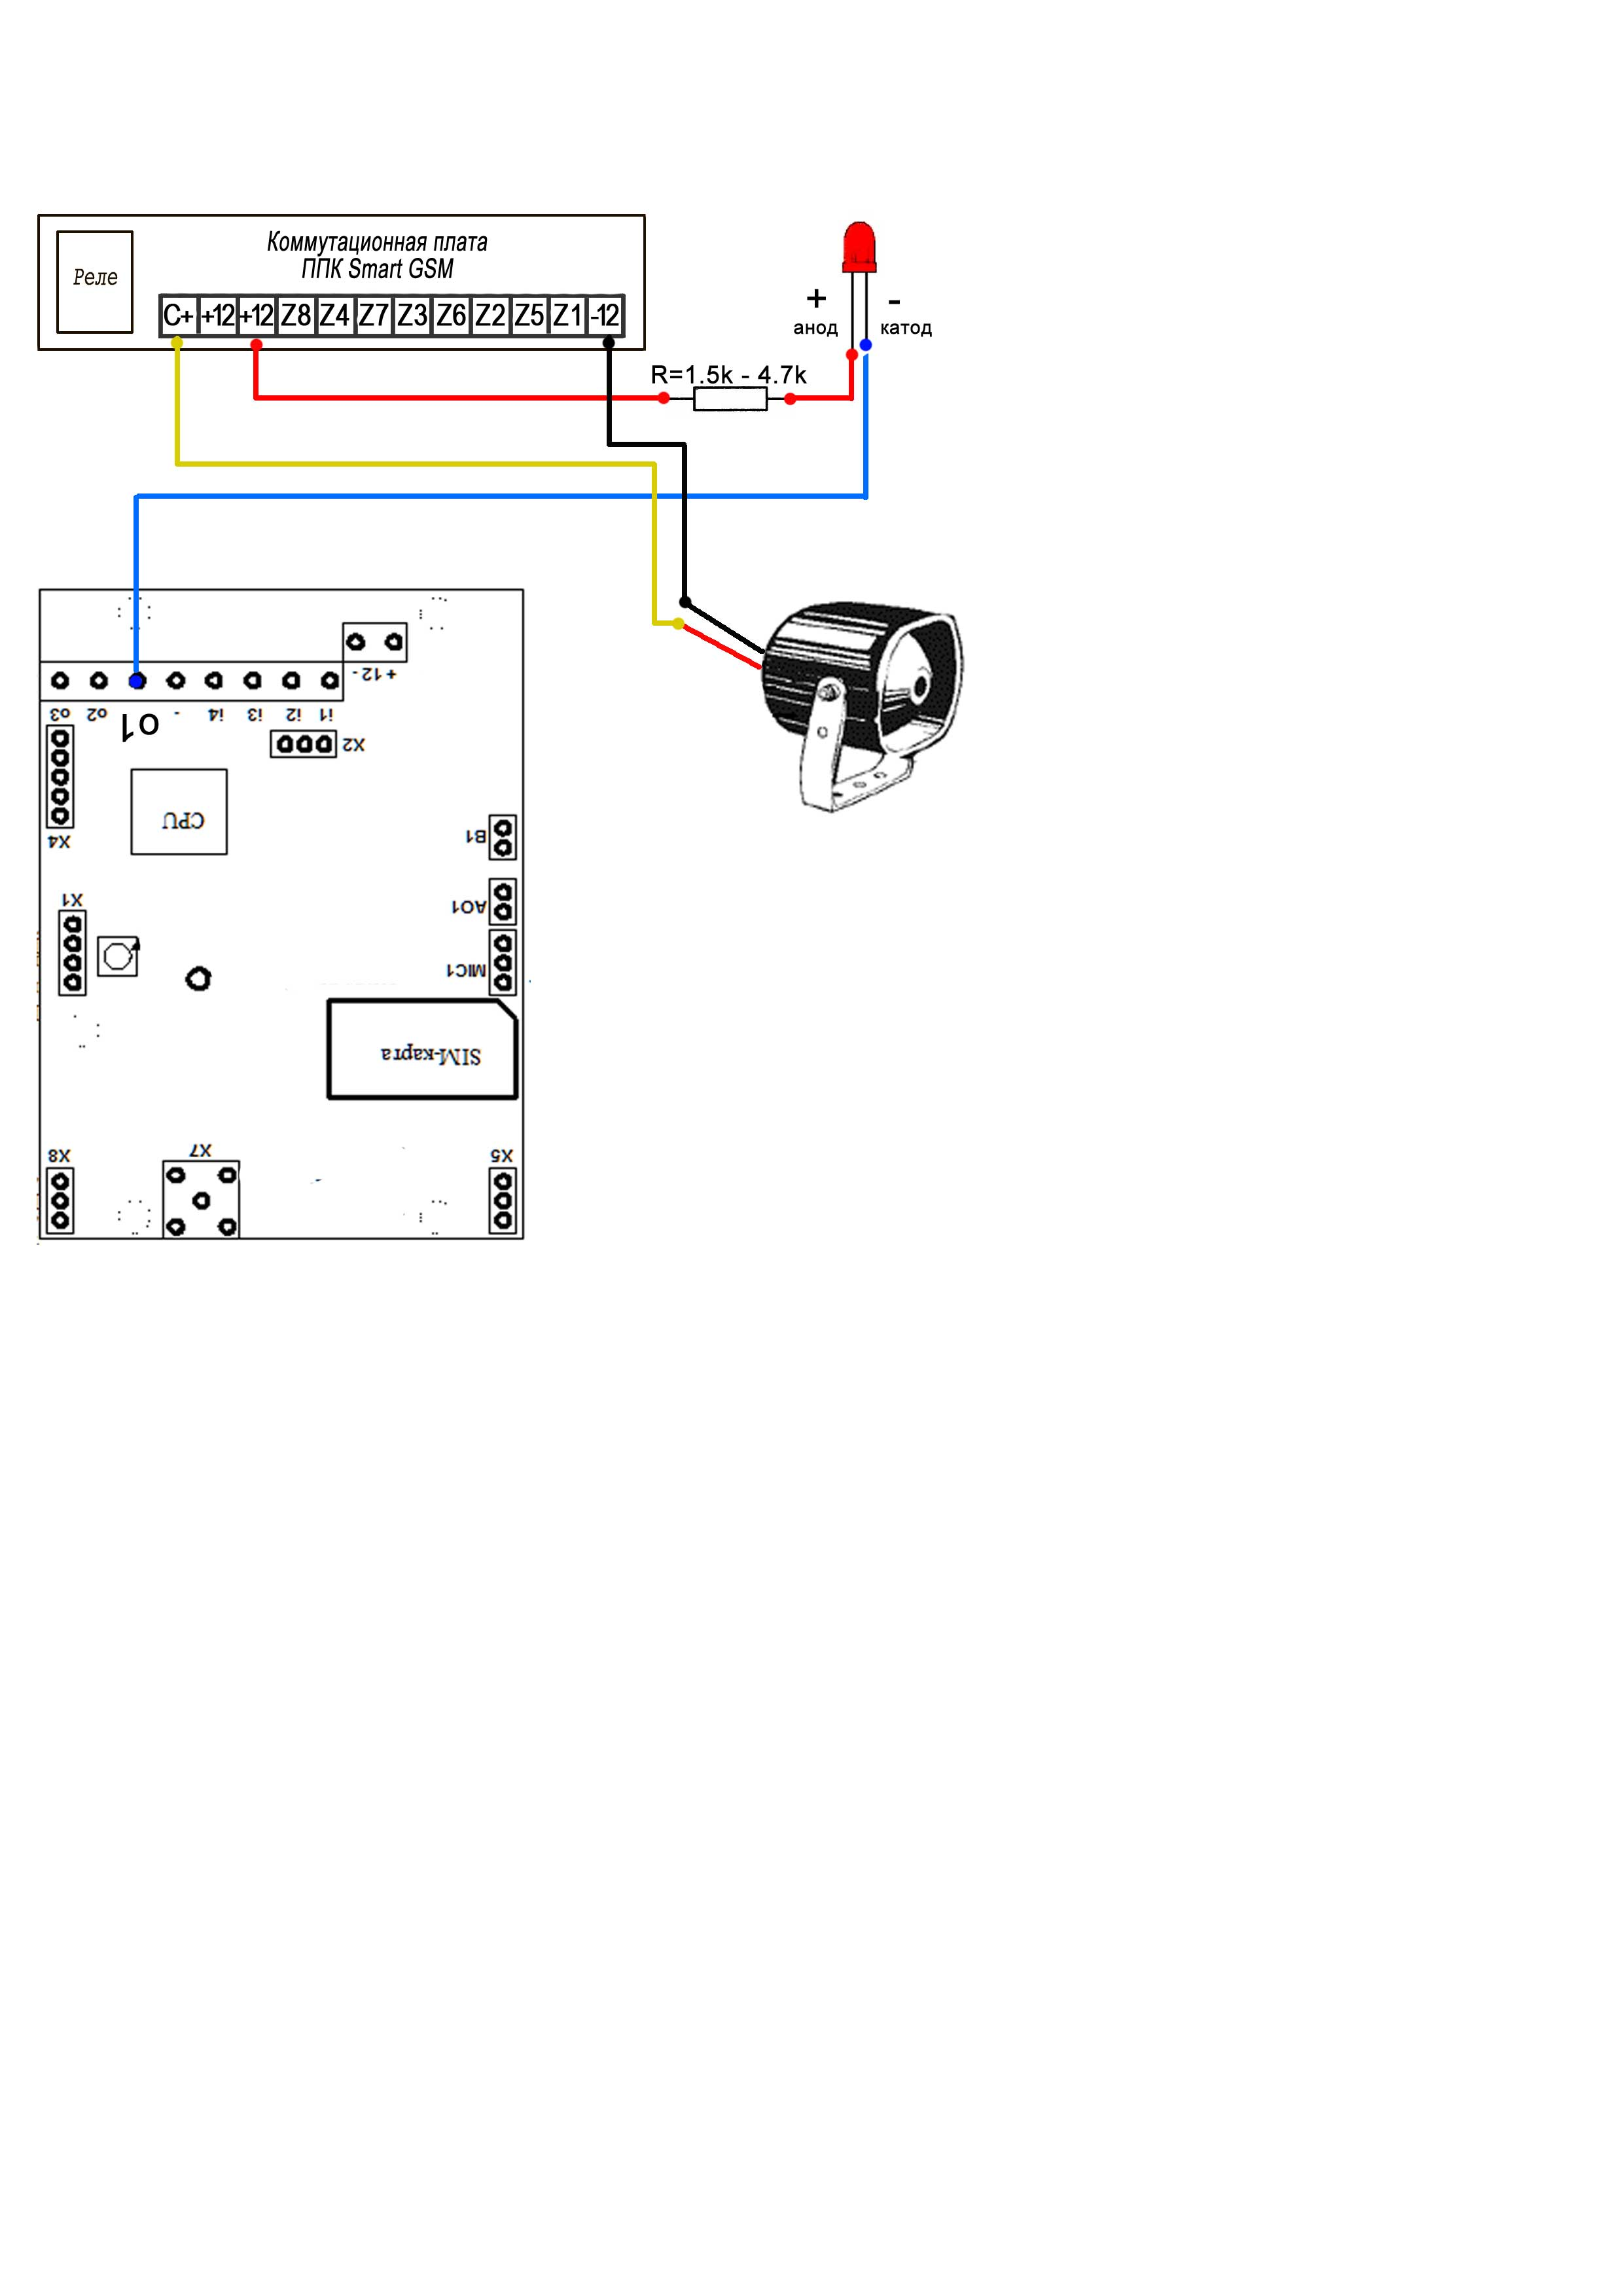 Коммутационная плата
ППК Smart GSM
Реле
C+ +12 +12 Z8 Z4 Z7 Z3 Z6 Z2 Z5 Z1 -12
+ -
анод катод
R=1.5k - 4.7k
+12-
o3 o2 o1 - i4 i3 i2 i1
X2
CPU
B1
X4
X1
AO1
MIC1
SIM-карта
X8 X7 X5